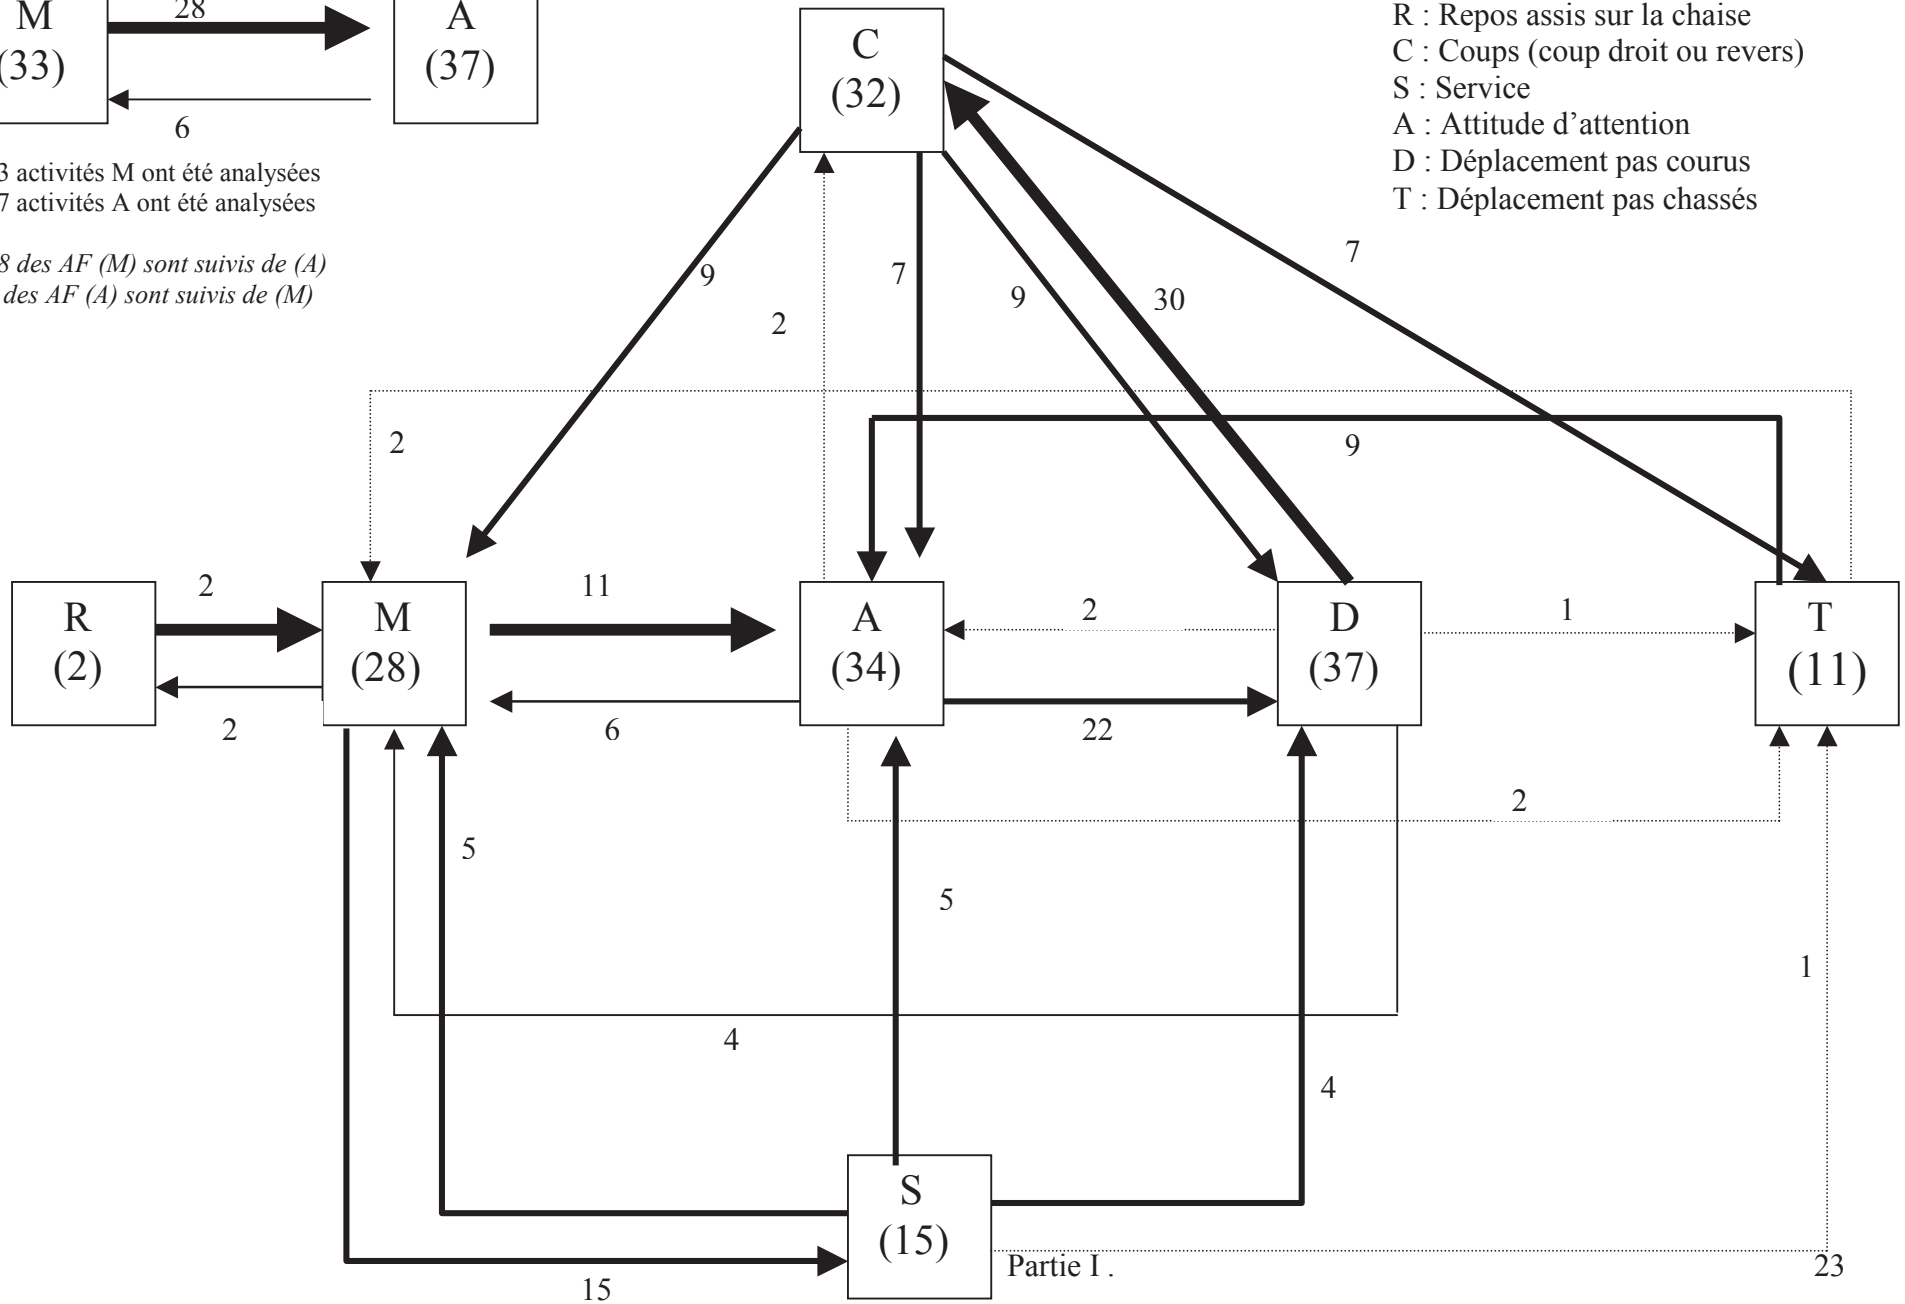 M
28
A
(33)
(37)
6
3 activités M ont été analysées
7 activités A ont été analysées
8 des AF (M) sont suivis de (A)
des AF (A) sont suivis de (M)
C
(32)
R : Repos assis sur la chaise
C : Coups (coup droit ou revers)
S : Service
A : Attitude d’attention
D : Déplacement pas courus
T : Déplacement pas chassés
9
7
2
9
30
7
2
9
2
11
2
1
R
(2)
M
(28)
A
(34)
D
(37)
T
(11)
2
6
22
2
5
5
1
4
4
S
(15)
15
Partie I .
23